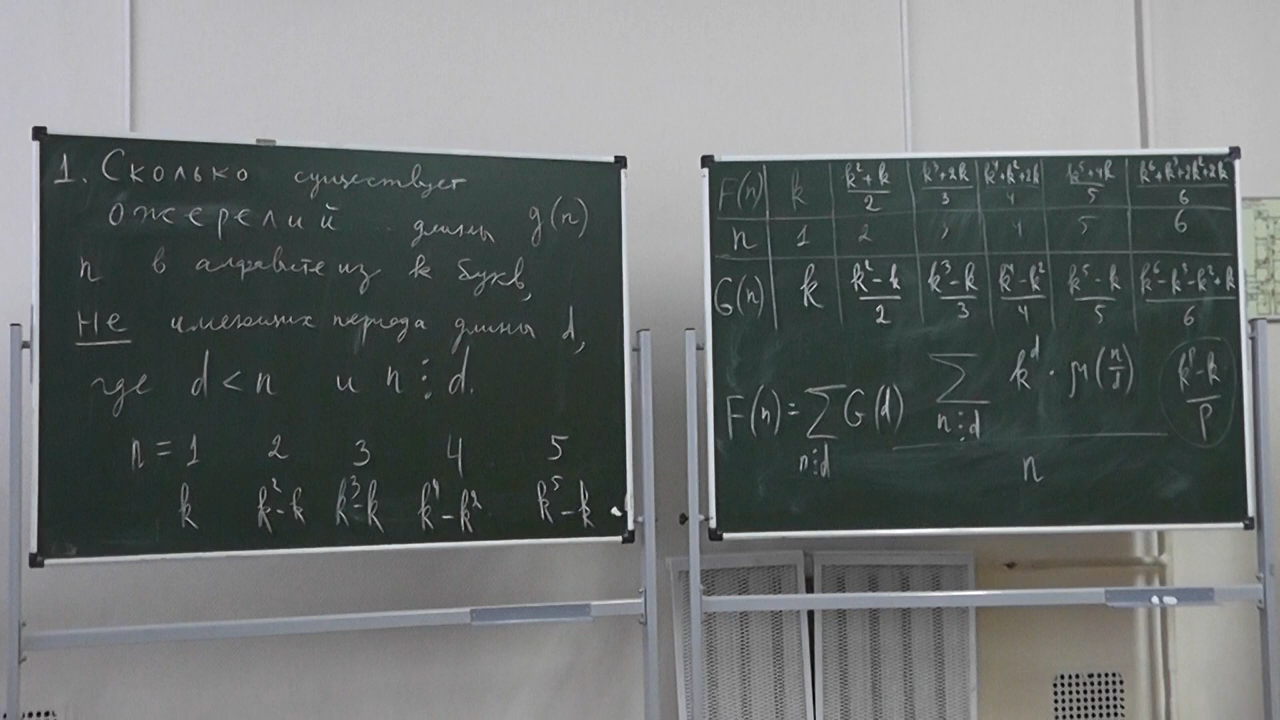 1. Сколько существует
ожерелий длины g(n)
n в алфавите из k букв,
НЕ имеющих периода длины d,
где d < n и n ⋮ d.
n = 1 2 3 4 5
k k²-k k³-k k⁴-k² k⁵-k
F(n) k (k²+k)/2 (k³+2k)/3 (k⁴+k²+2k)/4 (k⁵+4k)/5 (k⁶+k³+2k²+2k)/6
n 1 2 3 4 5 6
G(n) k (k²-k)/2 (k³-k)/3 (k⁴-k²)/4 (k⁵-k)/5 (k⁶-k³-k²+k)/6
F(n) = ∑ G(d) ∑ k^d · μ(n/d) (k^p-k)/p
n⋮d n⋮d
n